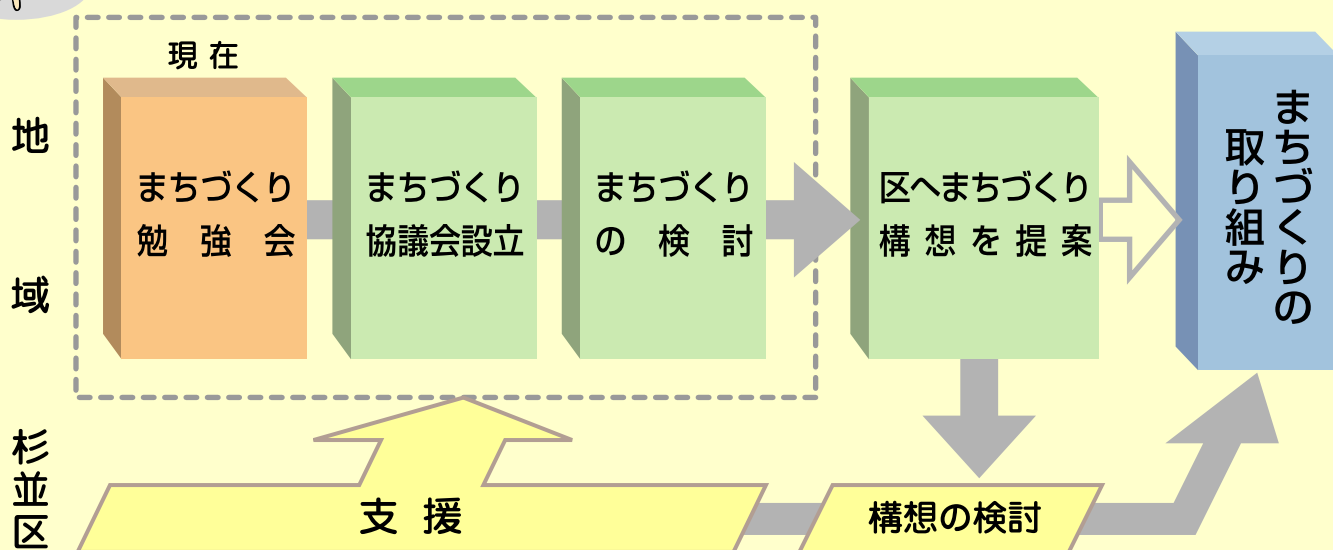 現在
地域
まちづくり
勉強会
まちづくり
協議会設立
まちづくり
の検討
区へまちづくり
構想を提案
まちづくりの
取り組み
杉並区
支援
構想の検討